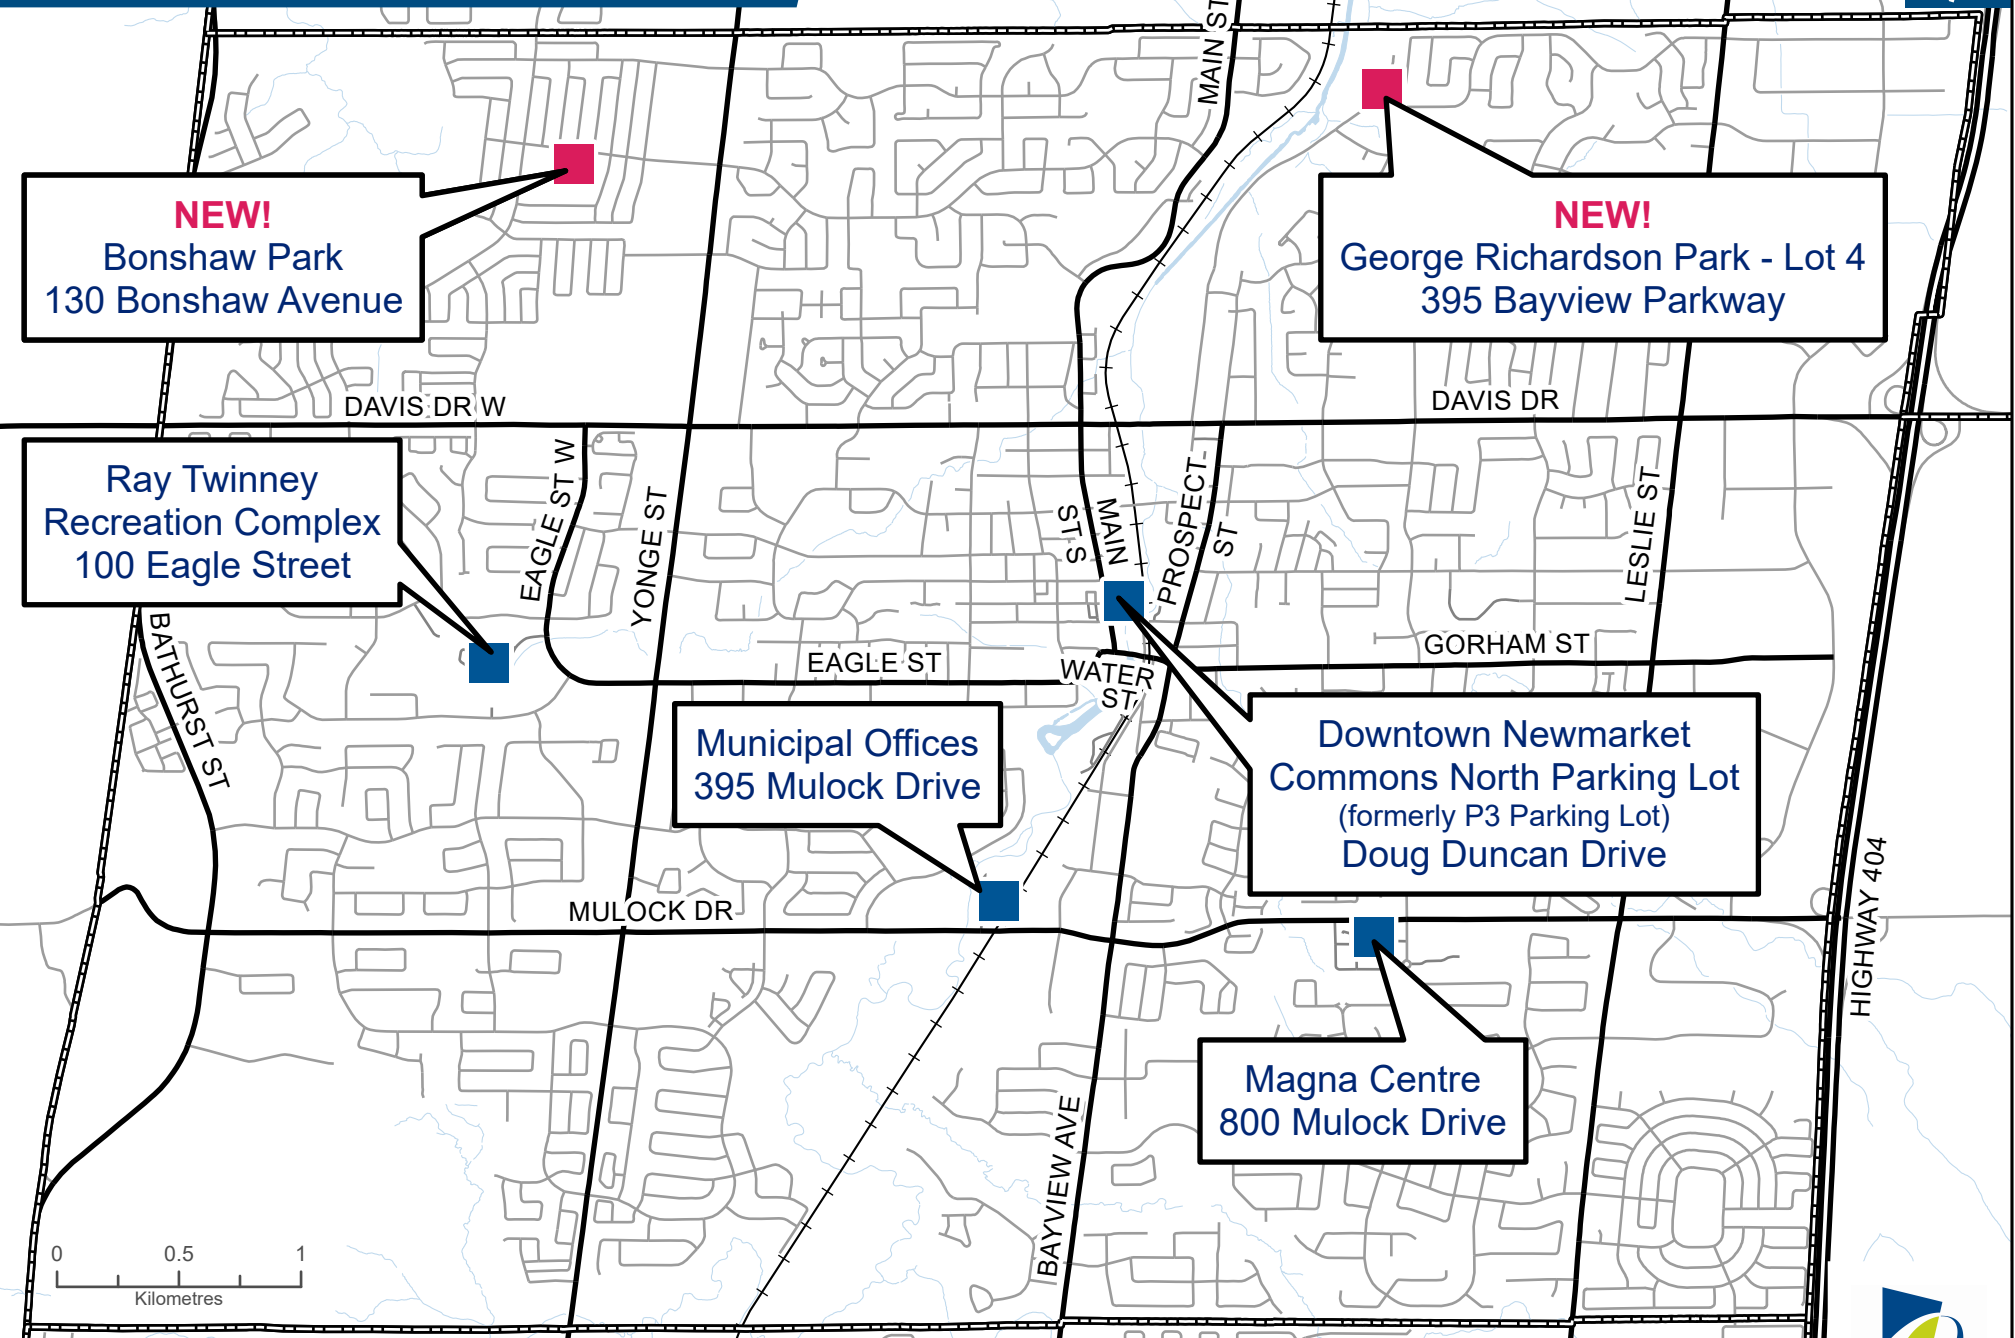 MAIN ST
NEW!
Bonshaw Park
130 Bonshaw Avenue
NEW!
George Richardson Park - Lot 4
395 Bayview Parkway
DAVIS DR W
DAVIS DR
Ray Twinney
Recreation Complex
100 Eagle Street
EAGLE ST W
YONGE ST
MAIN
ST S
PROSPECT
ST
LESLIE ST
BATHURST ST
EAGLE ST
WATER
ST
GORHAM ST
Municipal Offices
395 Mulock Drive
Downtown Newmarket
Commons North Parking Lot
(formerly P3 Parking Lot)
Doug Duncan Drive
MULOCK DR
HIGHWAY 404
Magna Centre
800 Mulock Drive
BAYVIEW AVE
0 0.5 1
Kilometres